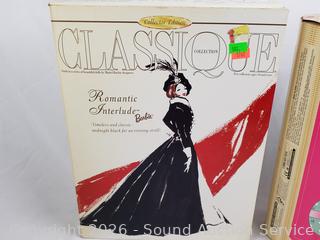 Collector Edition
CLASSIQUE
COLLECTION
Romantic
Interlude
Barbie
Timeless and classic
midnight black for an evening stroll!
2026 - Sound Auction Service